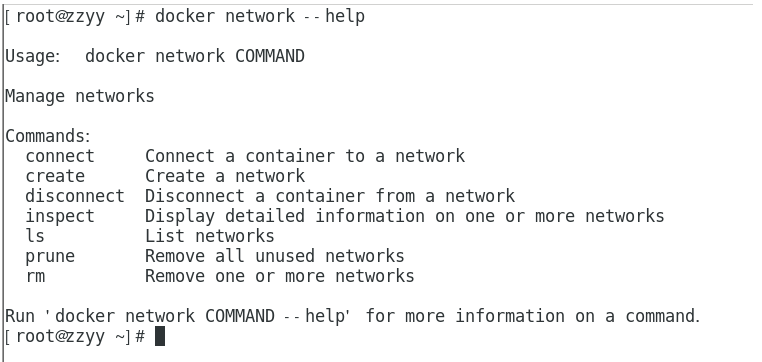 [root@zzyy ~]# docker network --help
Usage:  docker network COMMAND
Manage networks
Commands:
  connect     Connect a container to a network
  create      Create a network
  disconnect  Disconnect a container from a network
  inspect     Display detailed information on one or more networks
  ls          List networks
  prune       Remove all unused networks
  rm          Remove one or more networks
Run 'docker network COMMAND --help' for more information on a command.
[root@zzyy ~]#